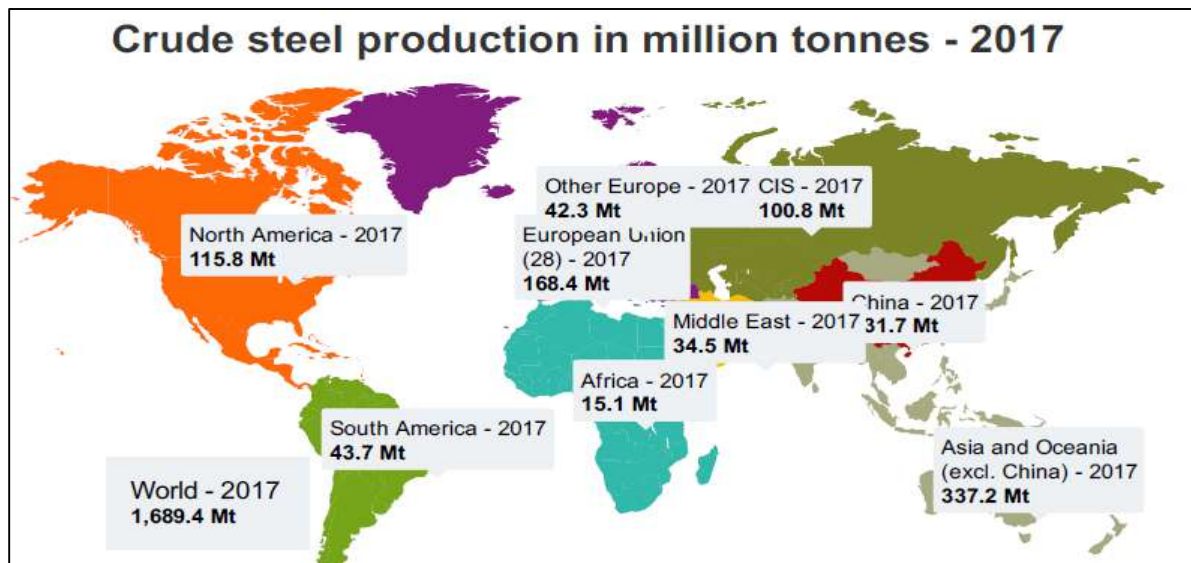 Crude steel production in million tonnes - 2017
Other Europe - 2017
42.3 Mt
CIS - 2017
100.8 Mt
North America - 2017
115.8 Mt
European Union
(28) - 2017
168.4 Mt
China - 2017
31.7 Mt
Middle East - 2017
34.5 Mt
Africa - 2017
15.1 Mt
South America - 2017
43.7 Mt
Asia and Oceania
(excl. China) - 2017
337.2 Mt
World - 2017
1,689.4 Mt